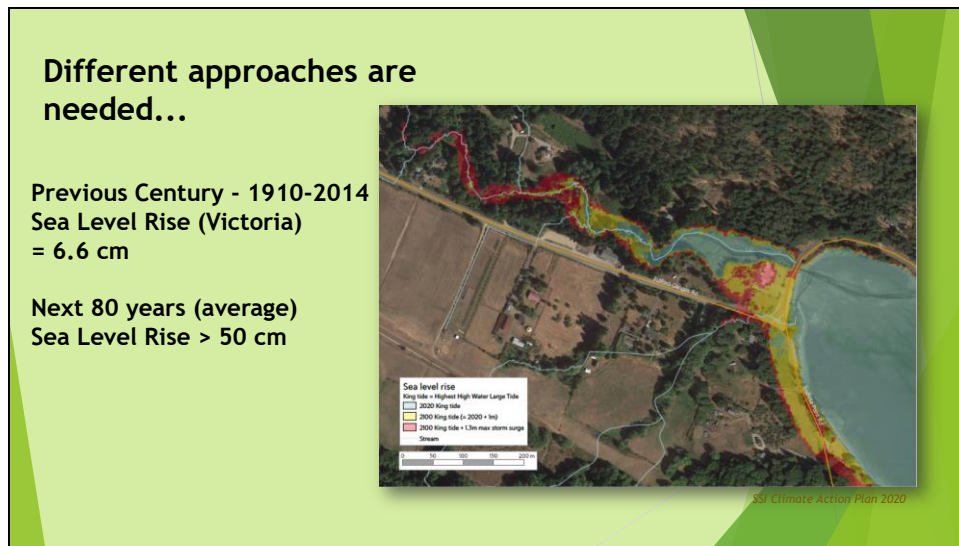 Different approaches are
needed...
Previous Century - 1910-2014
Sea Level Rise (Victoria)
= 6.6 cm
Next 80 years (average)
Sea Level Rise > 50 cm
Sea level rise
King tide = Highest High Water Large Tide
2020 King tide
2100 King tide (= 2020 + 1m)
2100 King tide + 1.3m max storm surge
Stream
0 50 100 150 200 m
SSI Climate Action Plan 2020